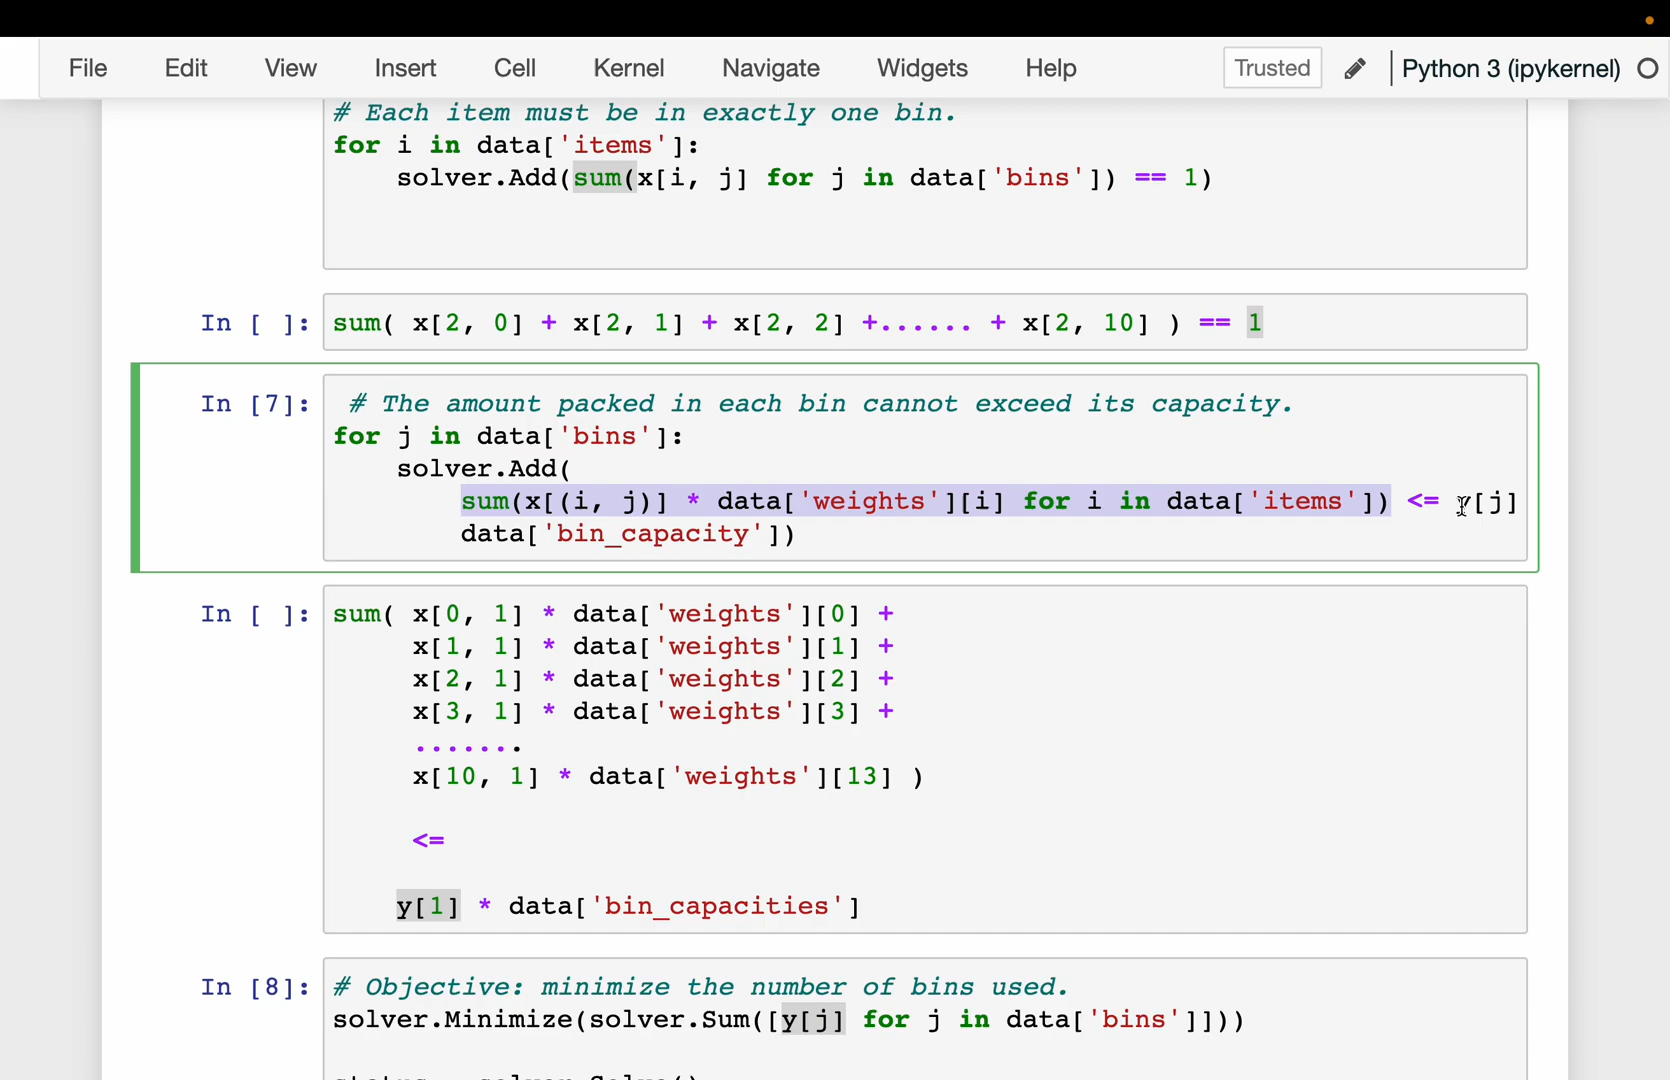 File Edit View Insert Cell Kernel Navigate Widgets Help Trusted Python 3 (ipykernel)
# Each item must be in exactly one bin.
for i in data['items']:
solver.Add(sum(x[i, j] for j in data['bins']) == 1)
In [ ]: sum( x[2, 0] + x[2, 1] + x[2, 2] +...... + x[2, 10] ) == 1
In [7]: # The amount packed in each bin cannot exceed its capacity.
for j in data['bins']:
solver.Add(
sum(x[(i, j)] * data['weights'][i] for i in data['items']) <= y[j]
data['bin_capacity'])
In [ ]: sum( x[0, 1] * data['weights'][0] +
x[1, 1] * data['weights'][1] +
x[2, 1] * data['weights'][2] +
x[3, 1] * data['weights'][3] +
.......
x[10, 1] * data['weights'][13] )
<=
y[1] * data['bin_capacities']
In [8]: # Objective: minimize the number of bins used.
solver.Minimize(solver.Sum([y[j] for j in data['bins']]))